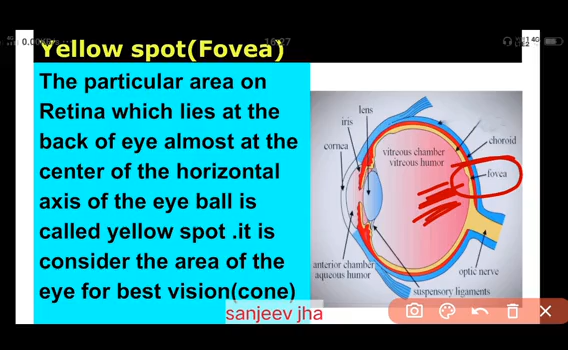 16:27
Yellow spot(Fovea)
The particular area on
Retina which lies at the
back of eye almost at the
center of the horizontal
axis of the eye ball is
called yellow spot .it is
consider the area of the
eye for best vision(cone)
lens
iris
cornea
vitreous chamber
vitreous humor
choroid
fovea
anterior chamber
aqueous humor
optic nerve
suspensory ligaments
sanjeev jha